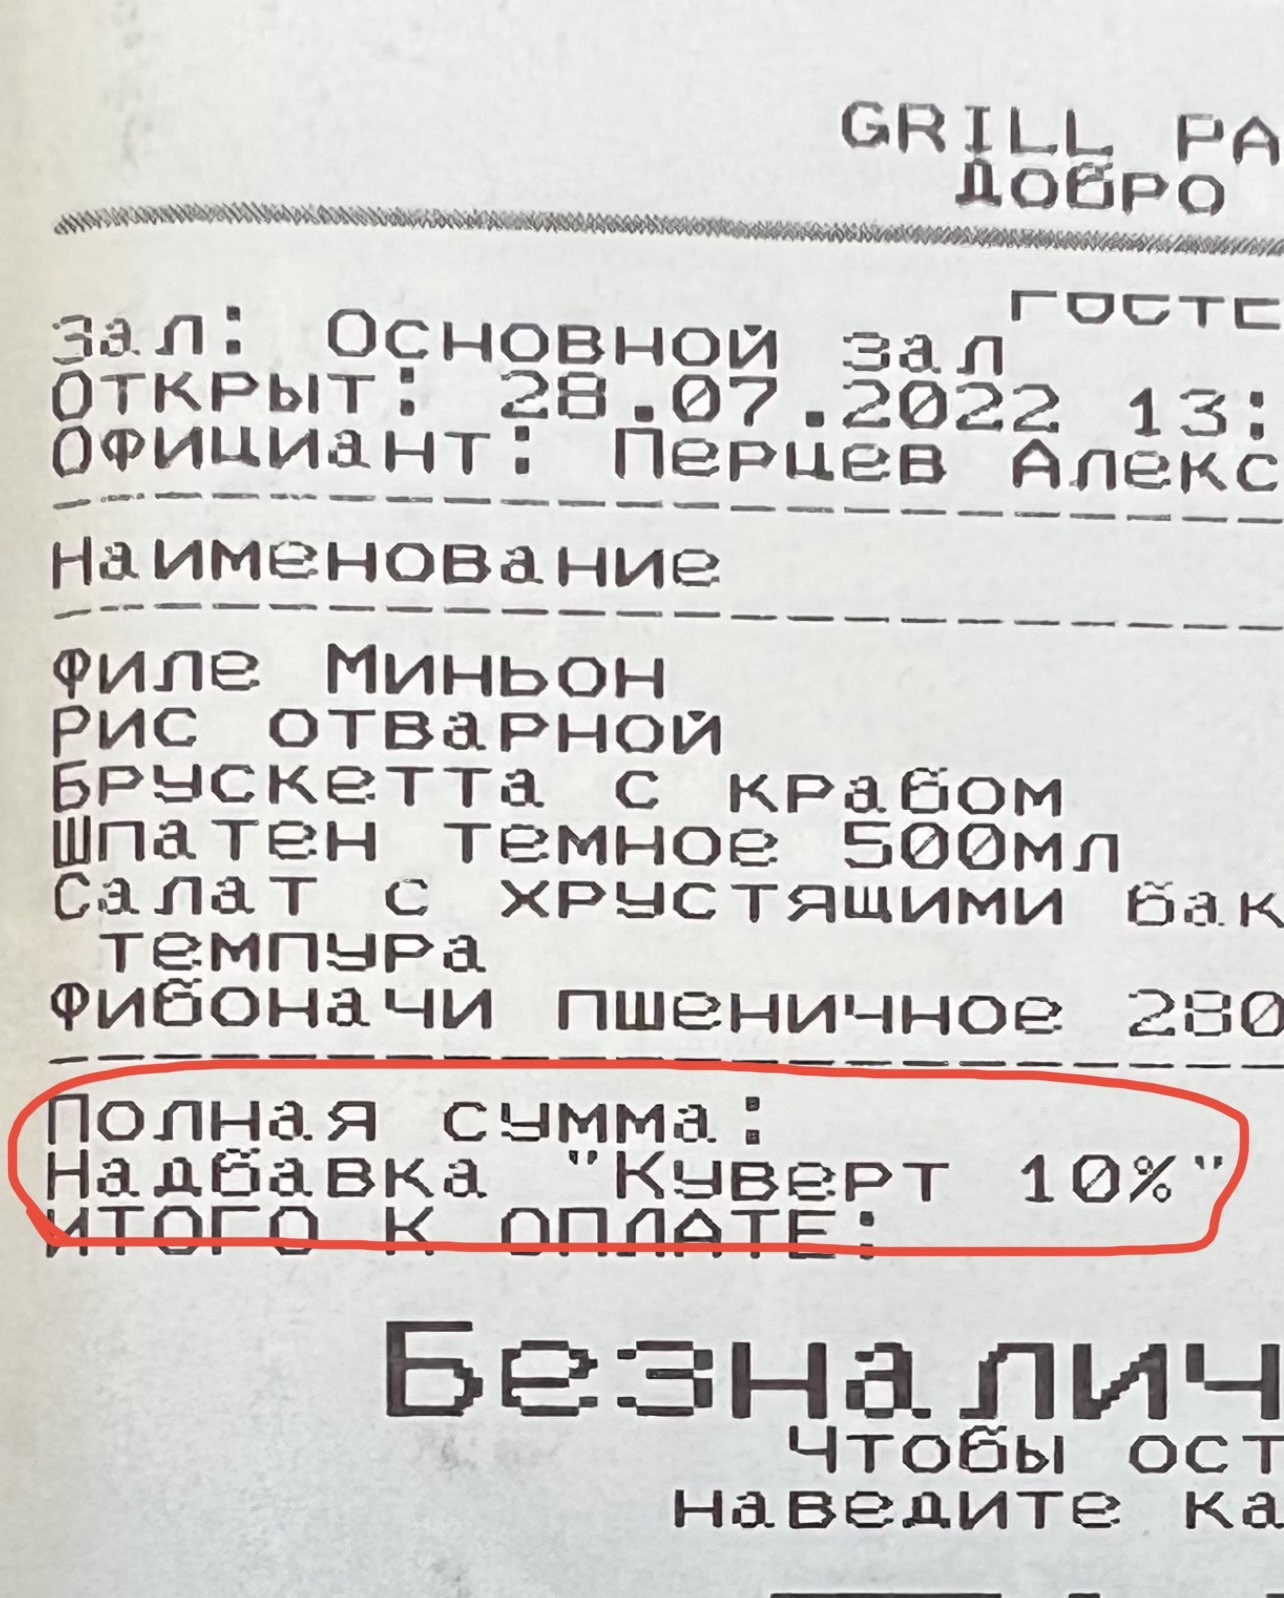 GRILL PA
ДОБРО
ГОСТС
зал: Основной зал
Открыт: 28.07.2022 13:
Официант: Перцев Алекс
Наименование
Филе Миньон
Рис отварной
Брускетта с крабом
Шпатен темное 500мл
Салат с хрустящими бак
темпура
Фибоначи пшеничное 280
Полная сумма:
Надбавка "Куверт 10%"
ИТОГО К ОПЛАТЕ:
Безналич
Чтобы ост
наведите ка